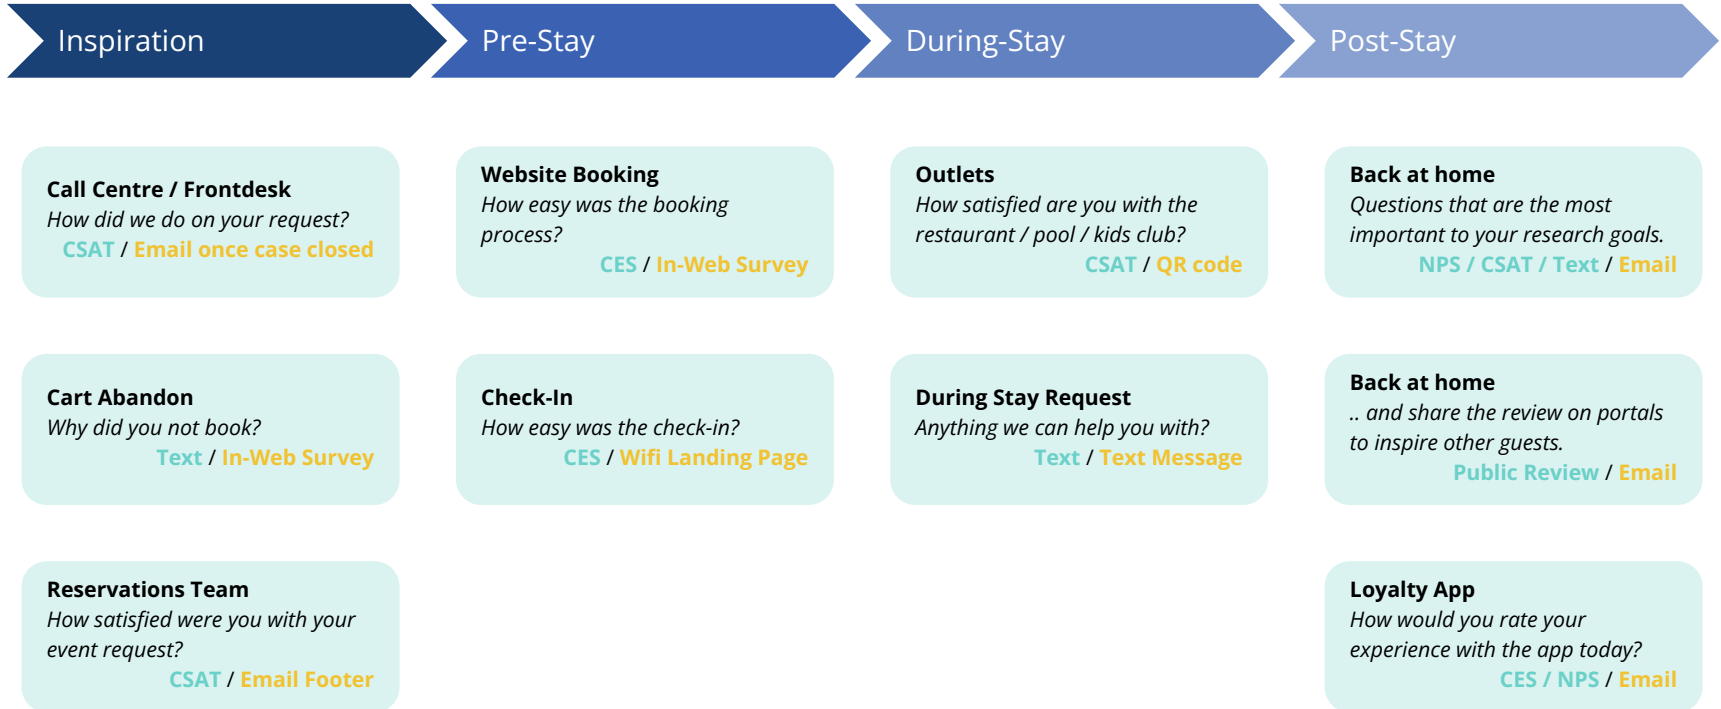 Inspiration
Pre-Stay
During-Stay
Post-Stay
Call Centre / Frontdesk
How did we do on your request?
CSAT / Email once case closed
Website Booking
How easy was the booking
process?
CES / In-Web Survey
Outlets
How satisfied are you with the
restaurant / pool / kids club?
CSAT / QR code
Back at home
Questions that are the most
important to your research goals.
NPS / CSAT / Text / Email
Cart Abandon
Why did you not book?
Text / In-Web Survey
Check-In
How easy was the check-in?
CES / Wifi Landing Page
During Stay Request
Anything we can help you with?
Text / Text Message
Back at home
.. and share the review on portals
to inspire other guests.
Public Review / Email
Reservations Team
How satisfied were you with your
event request?
CSAT / Email Footer
Loyalty App
How would you rate your
experience with the app today?
CES / NPS / Email